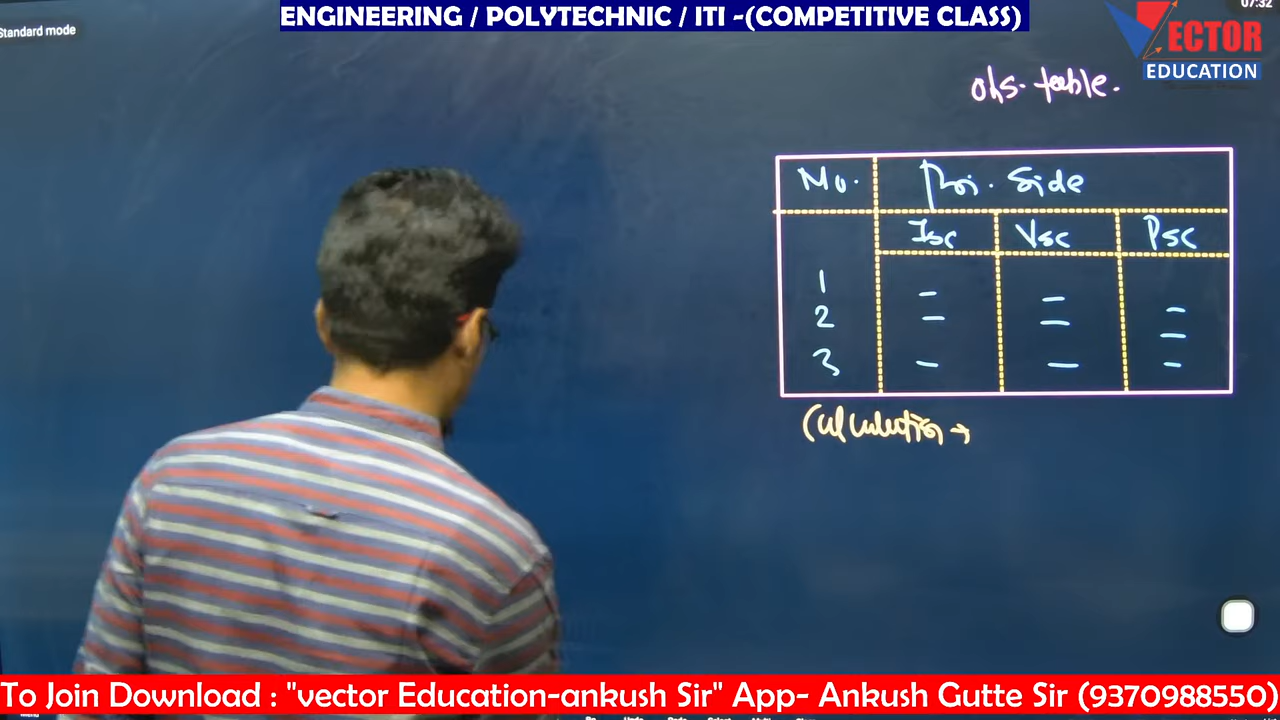 ENGINEERING / POLYTECHNIC / ITI -(COMPETITIVE CLASS)
Standard mode
07:32
VECTOR
EDUCATION
obs. table.
No. Pri. Side
Isc Vsc Psc
1 - -
2 - - -
-
3 - - -
Calculation →
To Join Download : "vector Education-ankush Sir" App- Ankush Gutte Sir (9370988550)